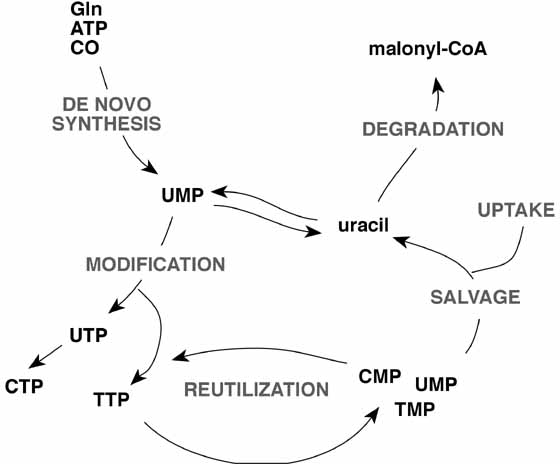 Gln
ATP
CO
malonyl-CoA
DE NOVO
SYNTHESIS
DEGRADATION
UMP
uracil
UPTAKE
MODIFICATION
SALVAGE
UTP
CTP
TTP
REUTILIZATION
CMP
UMP
TMP